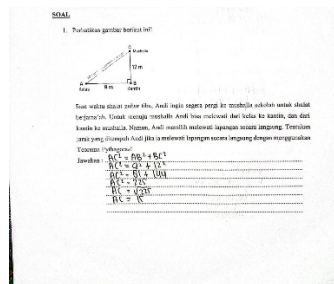 SOAL
1. Perhatikan gambar berikut ini!
C Mushala
12 m
A B
Kelas 9 m Kantin
Saat waktu shalat zuhur tiba, Andi ingin segera pergi ke mushalla sekolah untuk shalat
berjama'ah. Untuk menuju mushalla Andi bisa melewati dari kelas ke kantin, dan dari
kantin ke mushalla. Namun, Andi memilih melewati lapangan secara langsung. Tentukan
jarak yang ditempuh Andi jika ia melewati lapangan secara langsung dengan menggunakan
Teorema Pythagoras!
Jawaban : AC² = AB² + BC²
AC² = 9² + 12²
AC² = 81 + 144
AC² = 225
AC = √225
AC = 15